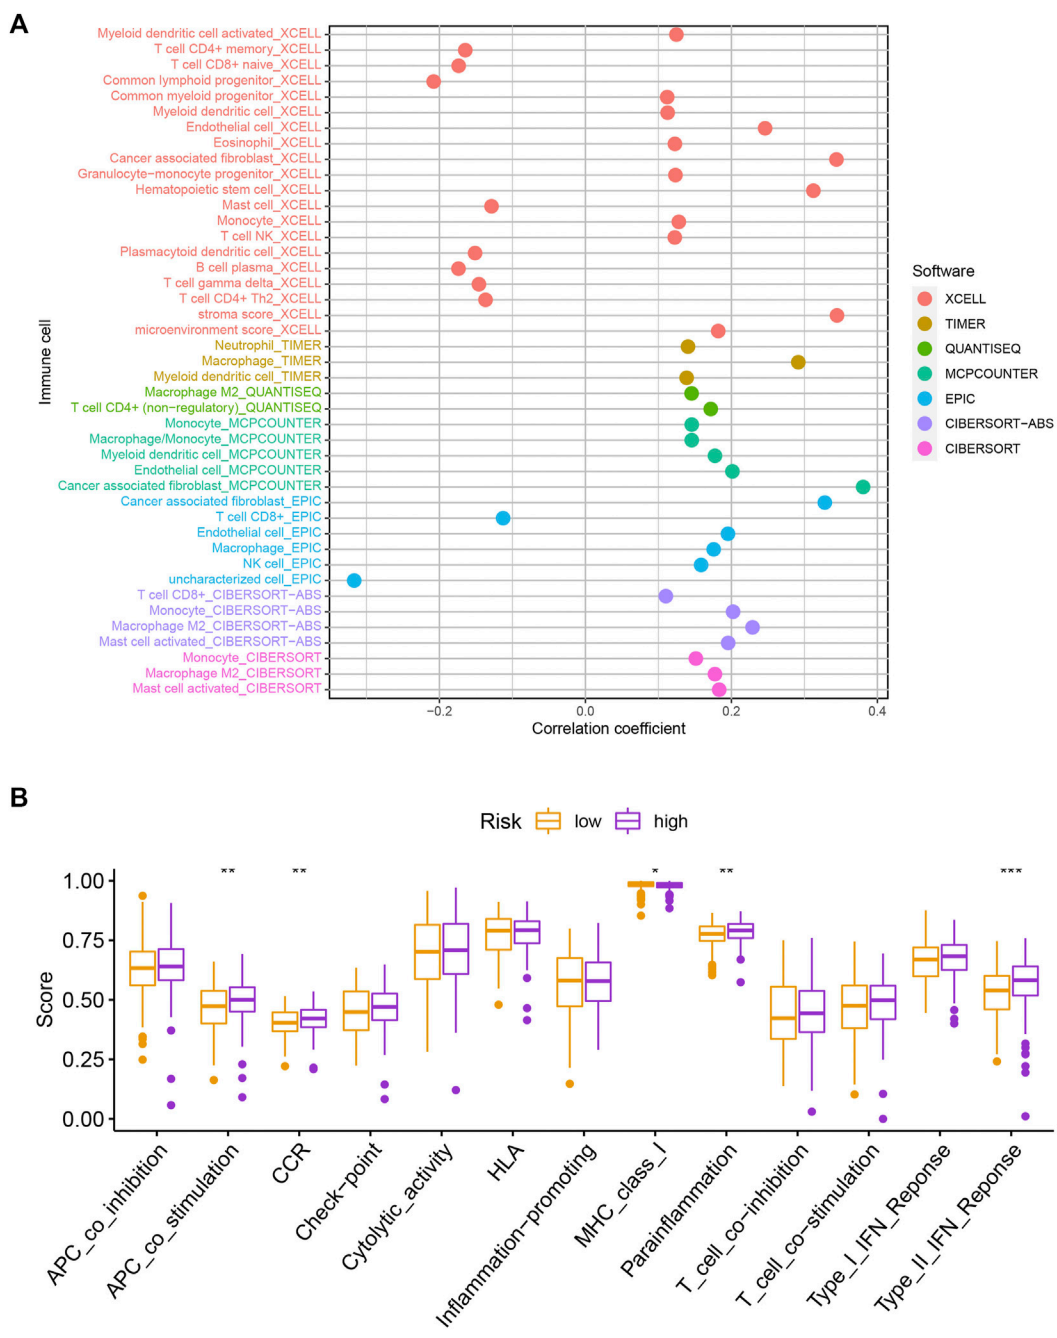 A
Myeloid dendritic cell activated_XCELL
T cell CD4+ memory_XCELL
T cell CD8+ naive_XCELL
Common lymphoid progenitor_XCELL
Common myeloid progenitor_XCELL
Myeloid dendritic cell_XCELL
Endothelial cell_XCELL
Eosinophil_XCELL
Cancer associated fibroblast_XCELL
Granulocyte−monocyte progenitor_XCELL
Hematopoietic stem cell_XCELL
Mast cell_XCELL
Monocyte_XCELL
T cell NK_XCELL
Plasmacytoid dendritic cell_XCELL
B cell plasma_XCELL
T cell gamma delta_XCELL
T cell CD4+ Th2_XCELL
stroma score_XCELL
microenvironment score_XCELL
Neutrophil_TIMER
Macrophage_TIMER
Myeloid dendritic cell_TIMER
Macrophage M2_QUANTISEQ
T cell CD4+ (non−regulatory)_QUANTISEQ
Monocyte_MCPCOUNTER
Macrophage/Monocyte_MCPCOUNTER
Myeloid dendritic cell_MCPCOUNTER
Endothelial cell_MCPCOUNTER
Cancer associated fibroblast_MCPCOUNTER
Cancer associated fibroblast_EPIC
T cell CD8+_EPIC
Endothelial cell_EPIC
Macrophage_EPIC
NK cell_EPIC
uncharacterized cell_EPIC
T cell CD8+_CIBERSORT−ABS
Monocyte_CIBERSORT−ABS
Macrophage M2_CIBERSORT−ABS
Mast cell activated_CIBERSORT−ABS
Monocyte_CIBERSORT
Macrophage M2_CIBERSORT
Mast cell activated_CIBERSORT
Immune cell
−0.2 0.0 0.2 0.4
Correlation coefficient
Software
XCELL
TIMER
QUANTISEQ
MCPCOUNTER
EPIC
CIBERSORT−ABS
CIBERSORT
B
Risk low high
** ** * ** ***
1.00
0.75
0.50
0.25
0.00
Score
APC_co_inhibition
APC_co_stimulation
CCR
Check−point
Cytolytic_activity
HLA
Inflammation−promoting
MHC_class_I
Parainflammation
T_cell_co−inhibition
T_cell_co−stimulation
Type_I_IFN_Reponse
Type_II_IFN_Reponse